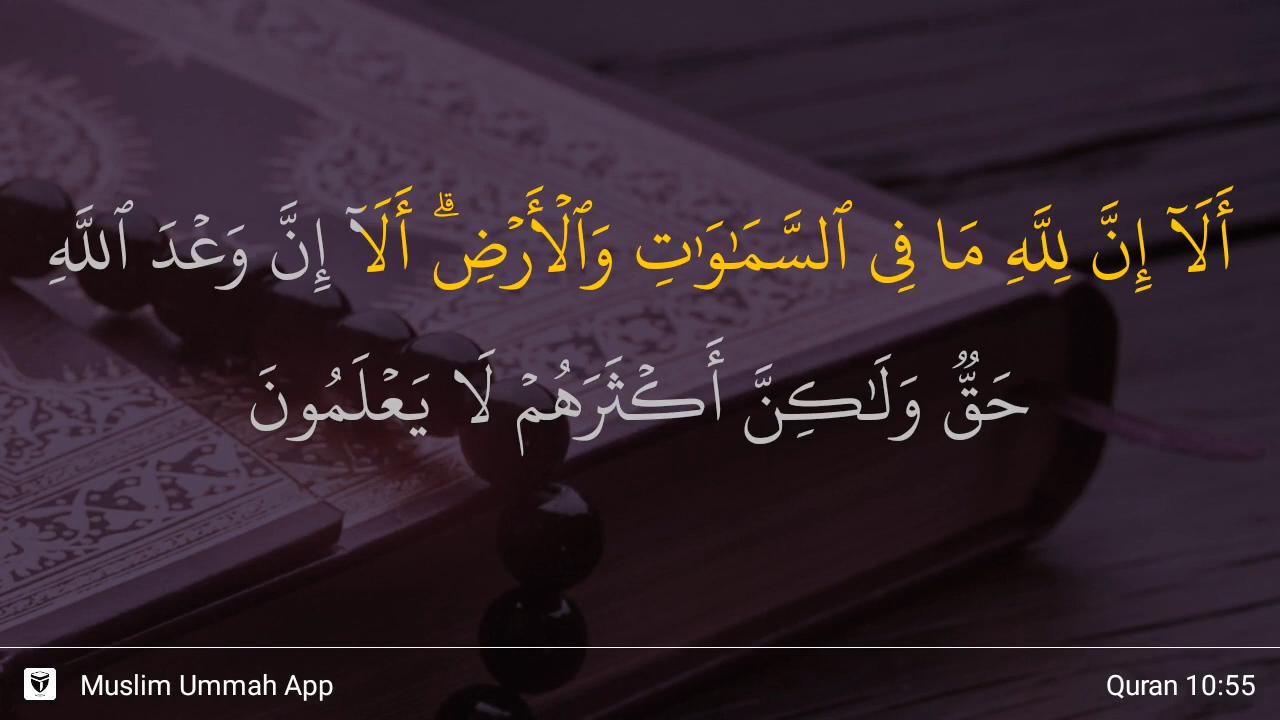 أَلَآ إِنَّ لِلَّهِ مَا فِى ٱلسَّمَـٰوَٰتِ وَٱلْأَرْضِ ۗ أَلَآ إِنَّ وَعْدَ ٱللَّهِ
حَقٌّ وَلَـٰكِنَّ أَكْثَرَهُمْ لَا يَعْلَمُونَ
Muslim Ummah App
Quran 10:55